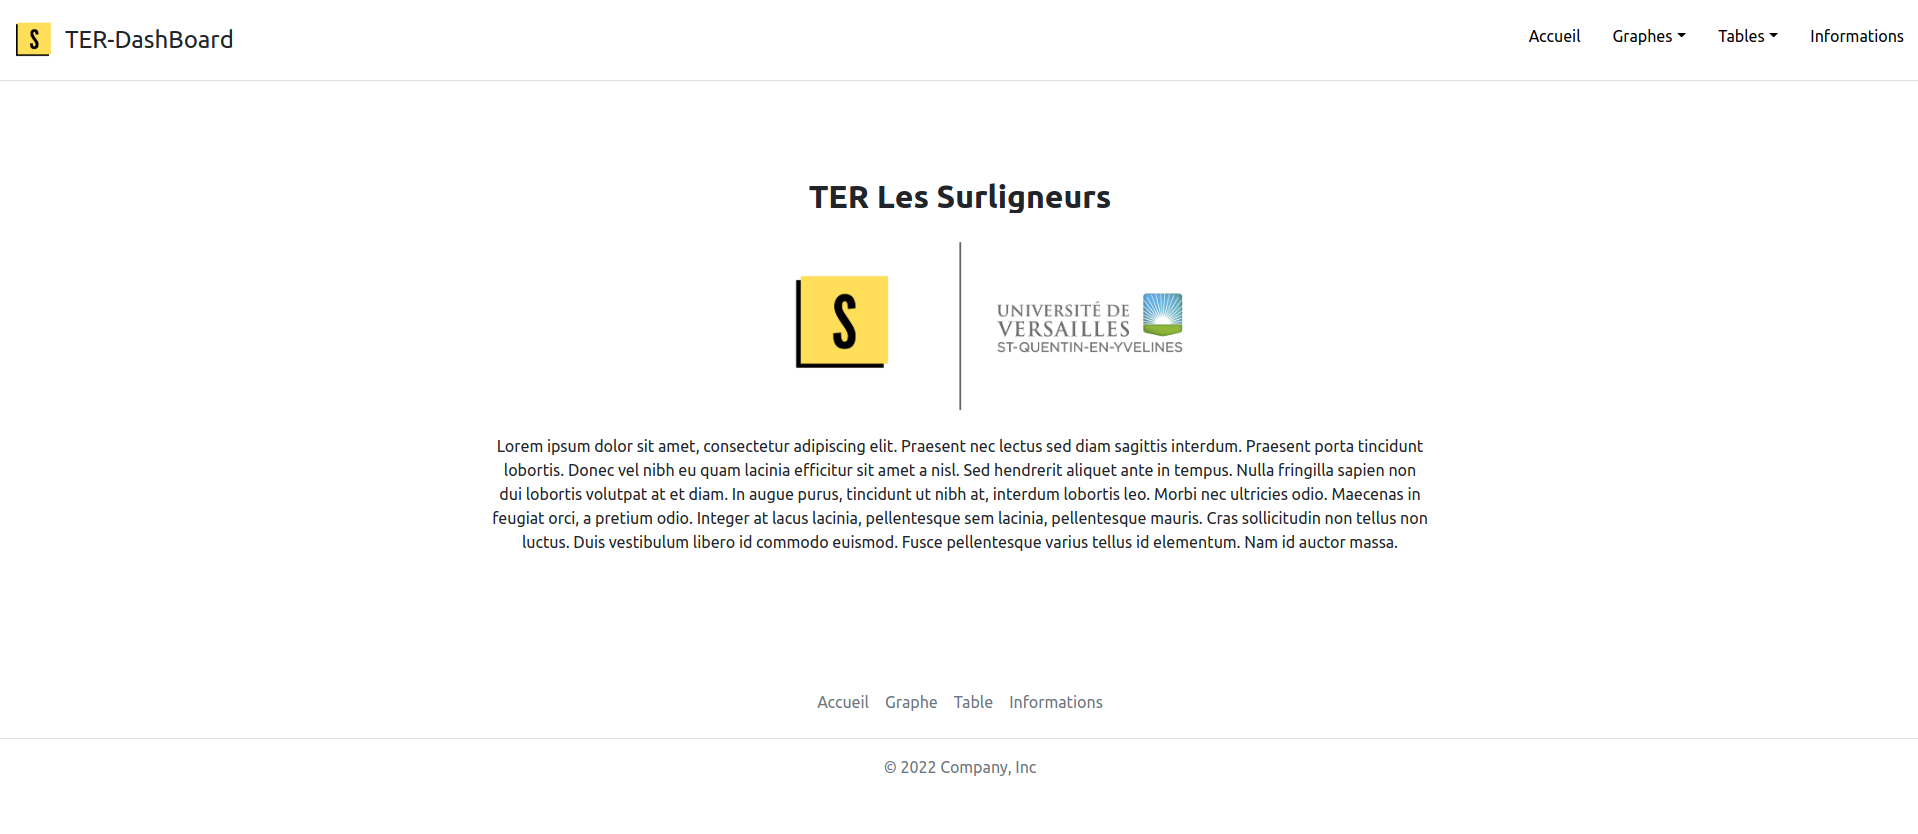 S TER-DashBoard Accueil Graphes Tables Informations
TER Les Surligneurs
S
UNIVERSITÉ DE
VERSAILLES
ST-QUENTIN-EN-YVELINES
Lorem ipsum dolor sit amet, consectetur adipiscing elit. Praesent nec lectus sed diam sagittis interdum. Praesent porta tincidunt
lobortis. Donec vel nibh eu quam lacinia efficitur sit amet a nisl. Sed hendrerit aliquet ante in tempus. Nulla fringilla sapien non
dui lobortis volutpat at et diam. In augue purus, tincidunt ut nibh at, interdum lobortis leo. Morbi nec ultricies odio. Maecenas in
feugiat orci, a pretium odio. Integer at lacus lacinia, pellentesque sem lacinia, pellentesque mauris. Cras sollicitudin non tellus non
luctus. Duis vestibulum libero id commodo euismod. Fusce pellentesque varius tellus id elementum. Nam id auctor massa.
Accueil Graphe Table Informations
© 2022 Company, Inc